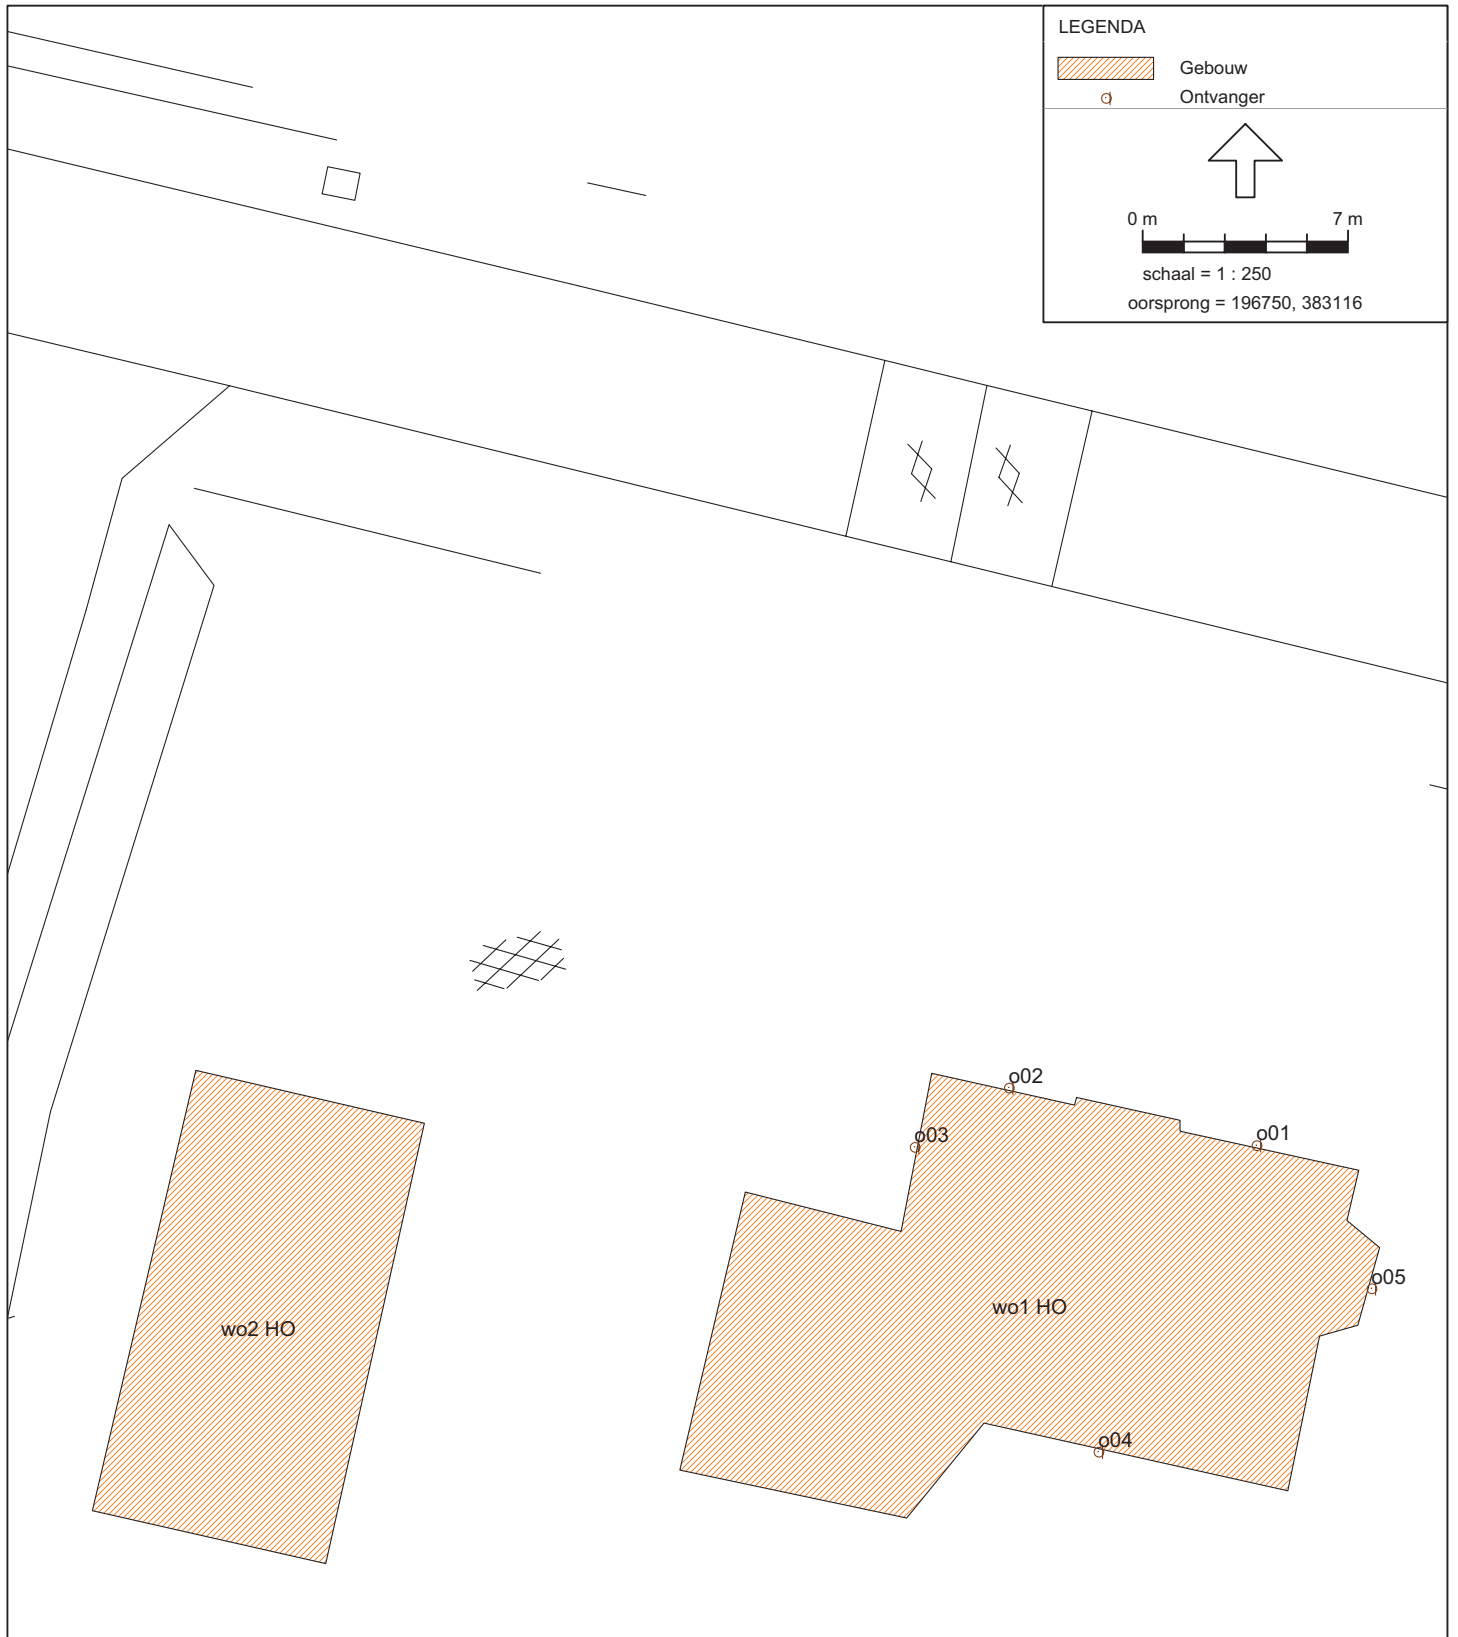 LEGENDA
Gebouw
Ontvanger
0 m 7 m
schaal = 1 : 250
oorsprong = 196750, 383116
o02
o03
o01
o05
wo1 HO
wo2 HO
o04